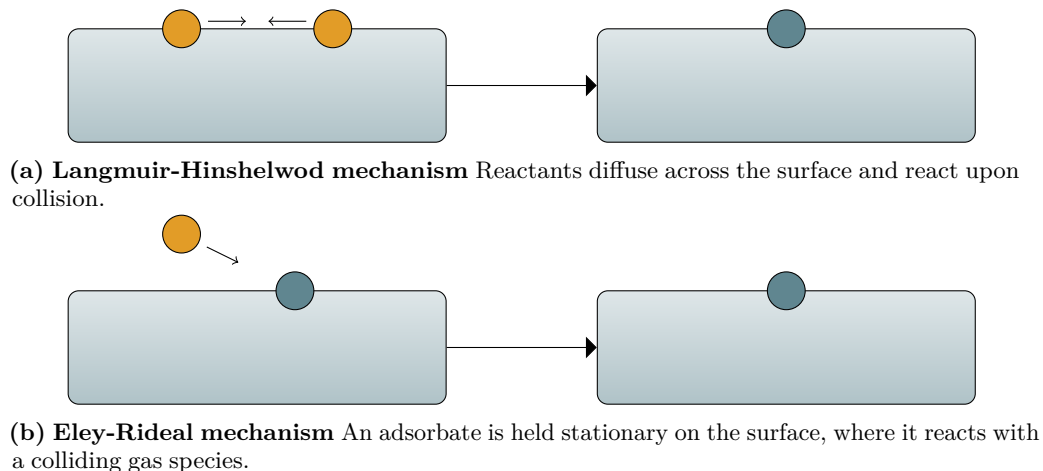 (a) Langmuir-Hinshelwod mechanism Reactants diffuse across the surface and react upon
collision.
(b) Eley-Rideal mechanism An adsorbate is held stationary on the surface, where it reacts with
a colliding gas species.